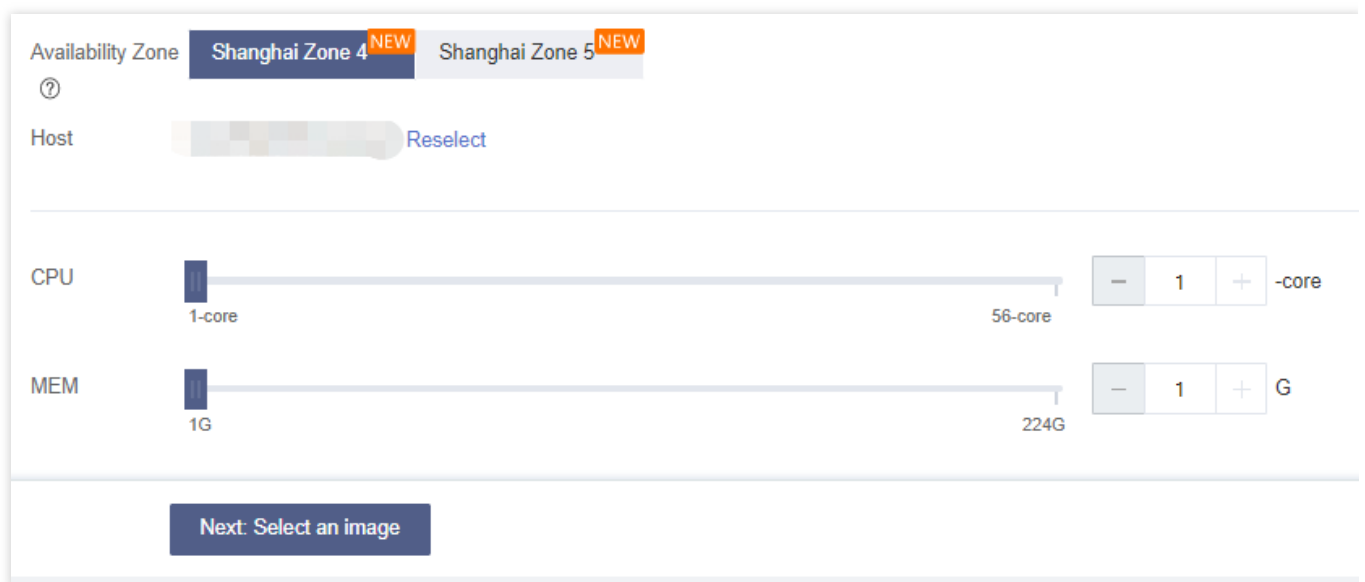 Availability Zone Shanghai Zone 4 NEW Shanghai Zone 5 NEW
?
Host Reselect
CPU 1 -core
1-core 56-core
MEM 1 G
1G 224G
Next: Select an image